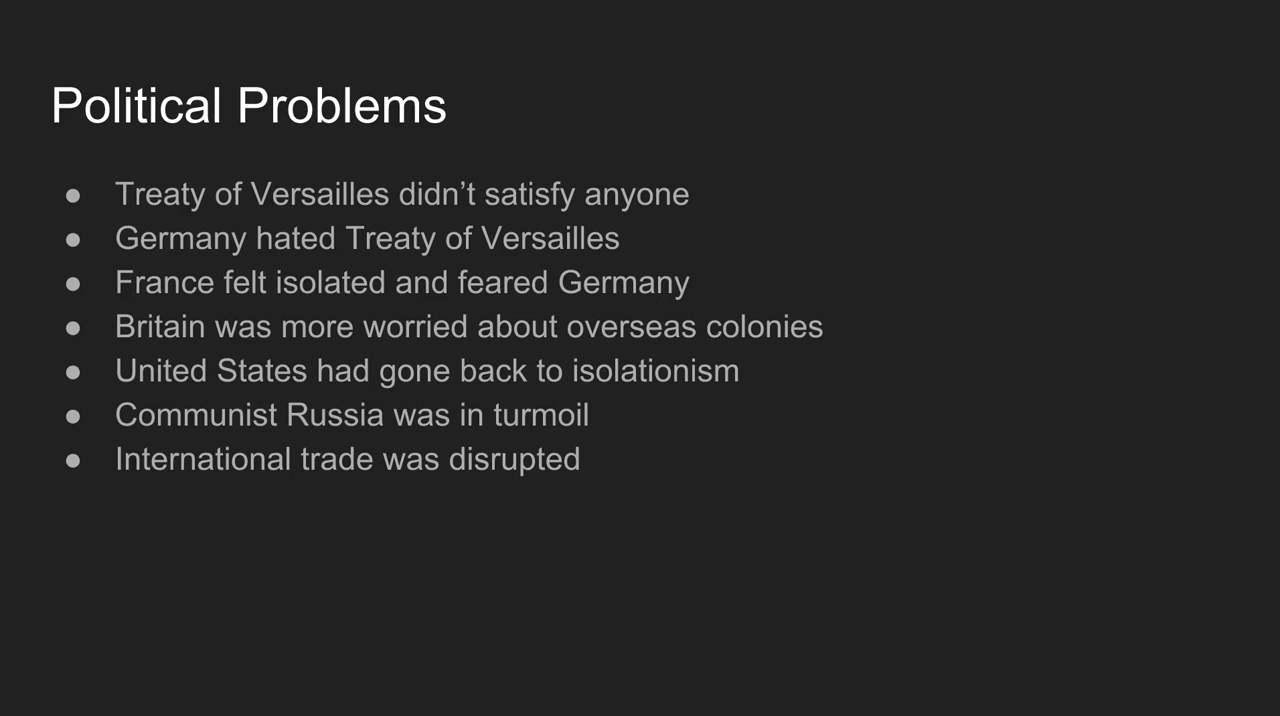 Political Problems
● Treaty of Versailles didn’t satisfy anyone
● Germany hated Treaty of Versailles
● France felt isolated and feared Germany
● Britain was more worried about overseas colonies
● United States had gone back to isolationism
● Communist Russia was in turmoil
● International trade was disrupted